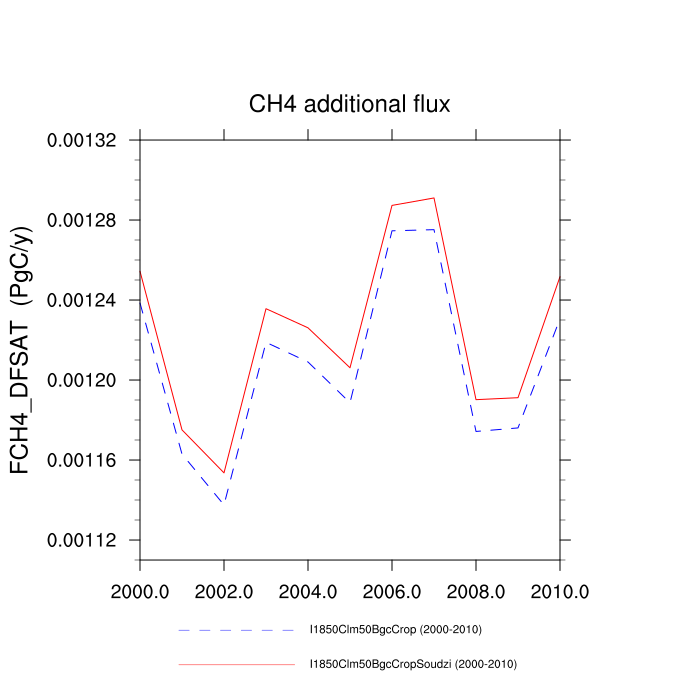 CH4 additional flux
FCH4_DFSAT (PgC/y)
0.00132
0.00128
0.00124
0.00120
0.00116
0.00112
2000.0 2002.0 2004.0 2006.0 2008.0 2010.0
I1850Clm50BgcCrop (2000-2010)
I1850Clm50BgcCropSoudzi (2000-2010)